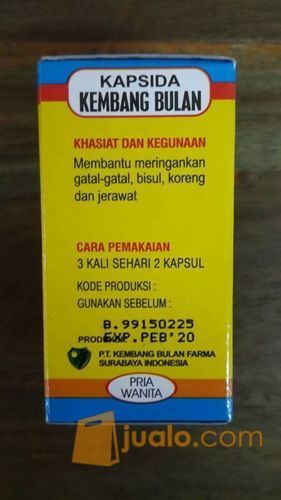 KAPSIDA
KEMBANG BULAN
KHASIAT DAN KEGUNAAN
Membantu meringankan
gatal-gatal, bisul, koreng
dan jerawat
CARA PEMAKAIAN
3 KALI SEHARI 2 KAPSUL
KODE PRODUKSI :
GUNAKAN SEBELUM :
B.99150225
EXP.PEB'20
PRODUKSI
P.T. KEMBANG BULAN FARMA
SURABAYA INDONESIA
PRIA
WANITA
jualo.com